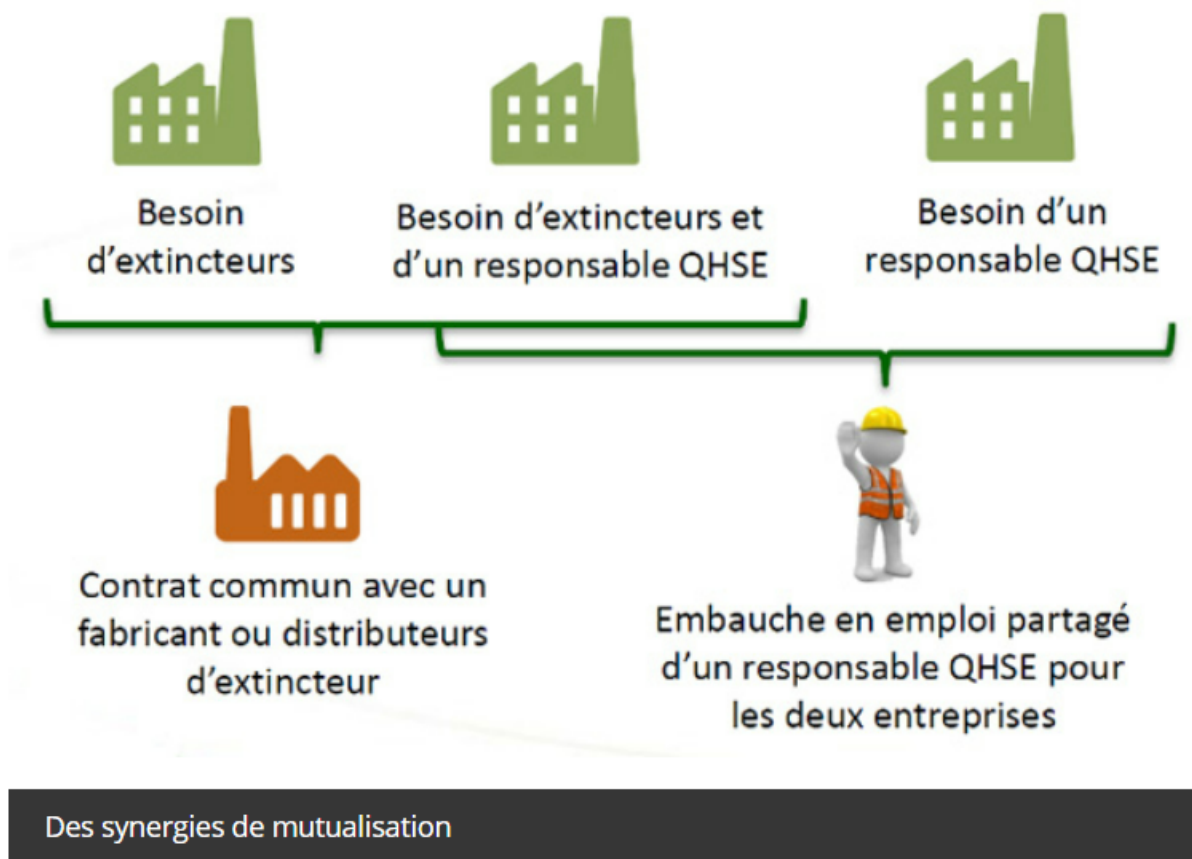 Besoin
d’extincteurs
Besoin d’extincteurs et
d’un responsable QHSE
Besoin d’un
responsable QHSE
Contrat commun avec un
fabricant ou distributeurs
d’extincteur
Embauche en emploi partagé
d’un responsable QHSE pour
les deux entreprises
Des synergies de mutualisation